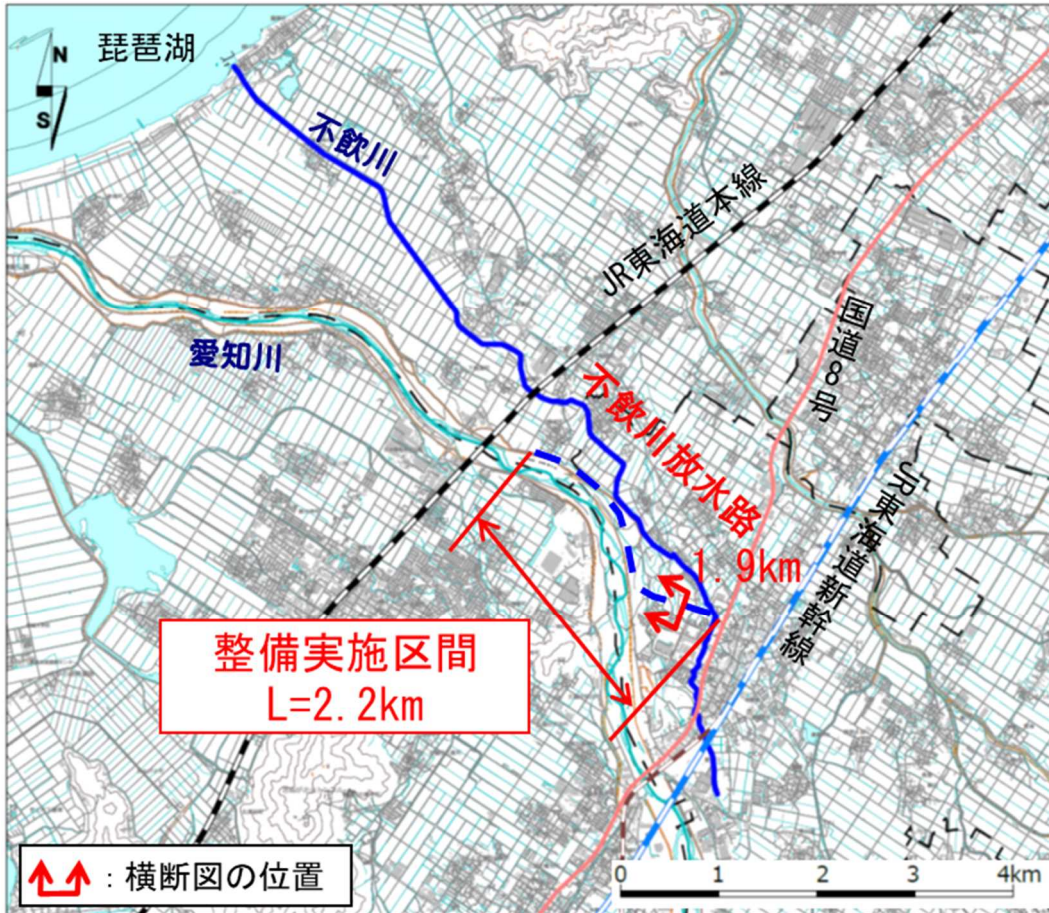 琵琶湖
N
S
不飲川
JR東海道本線
愛知川
国道8号
不飲川放水路
1.9km
JR東海道新幹線
整備実施区間
L=2.2km
:横断図の位置
0 1 2 3 4km